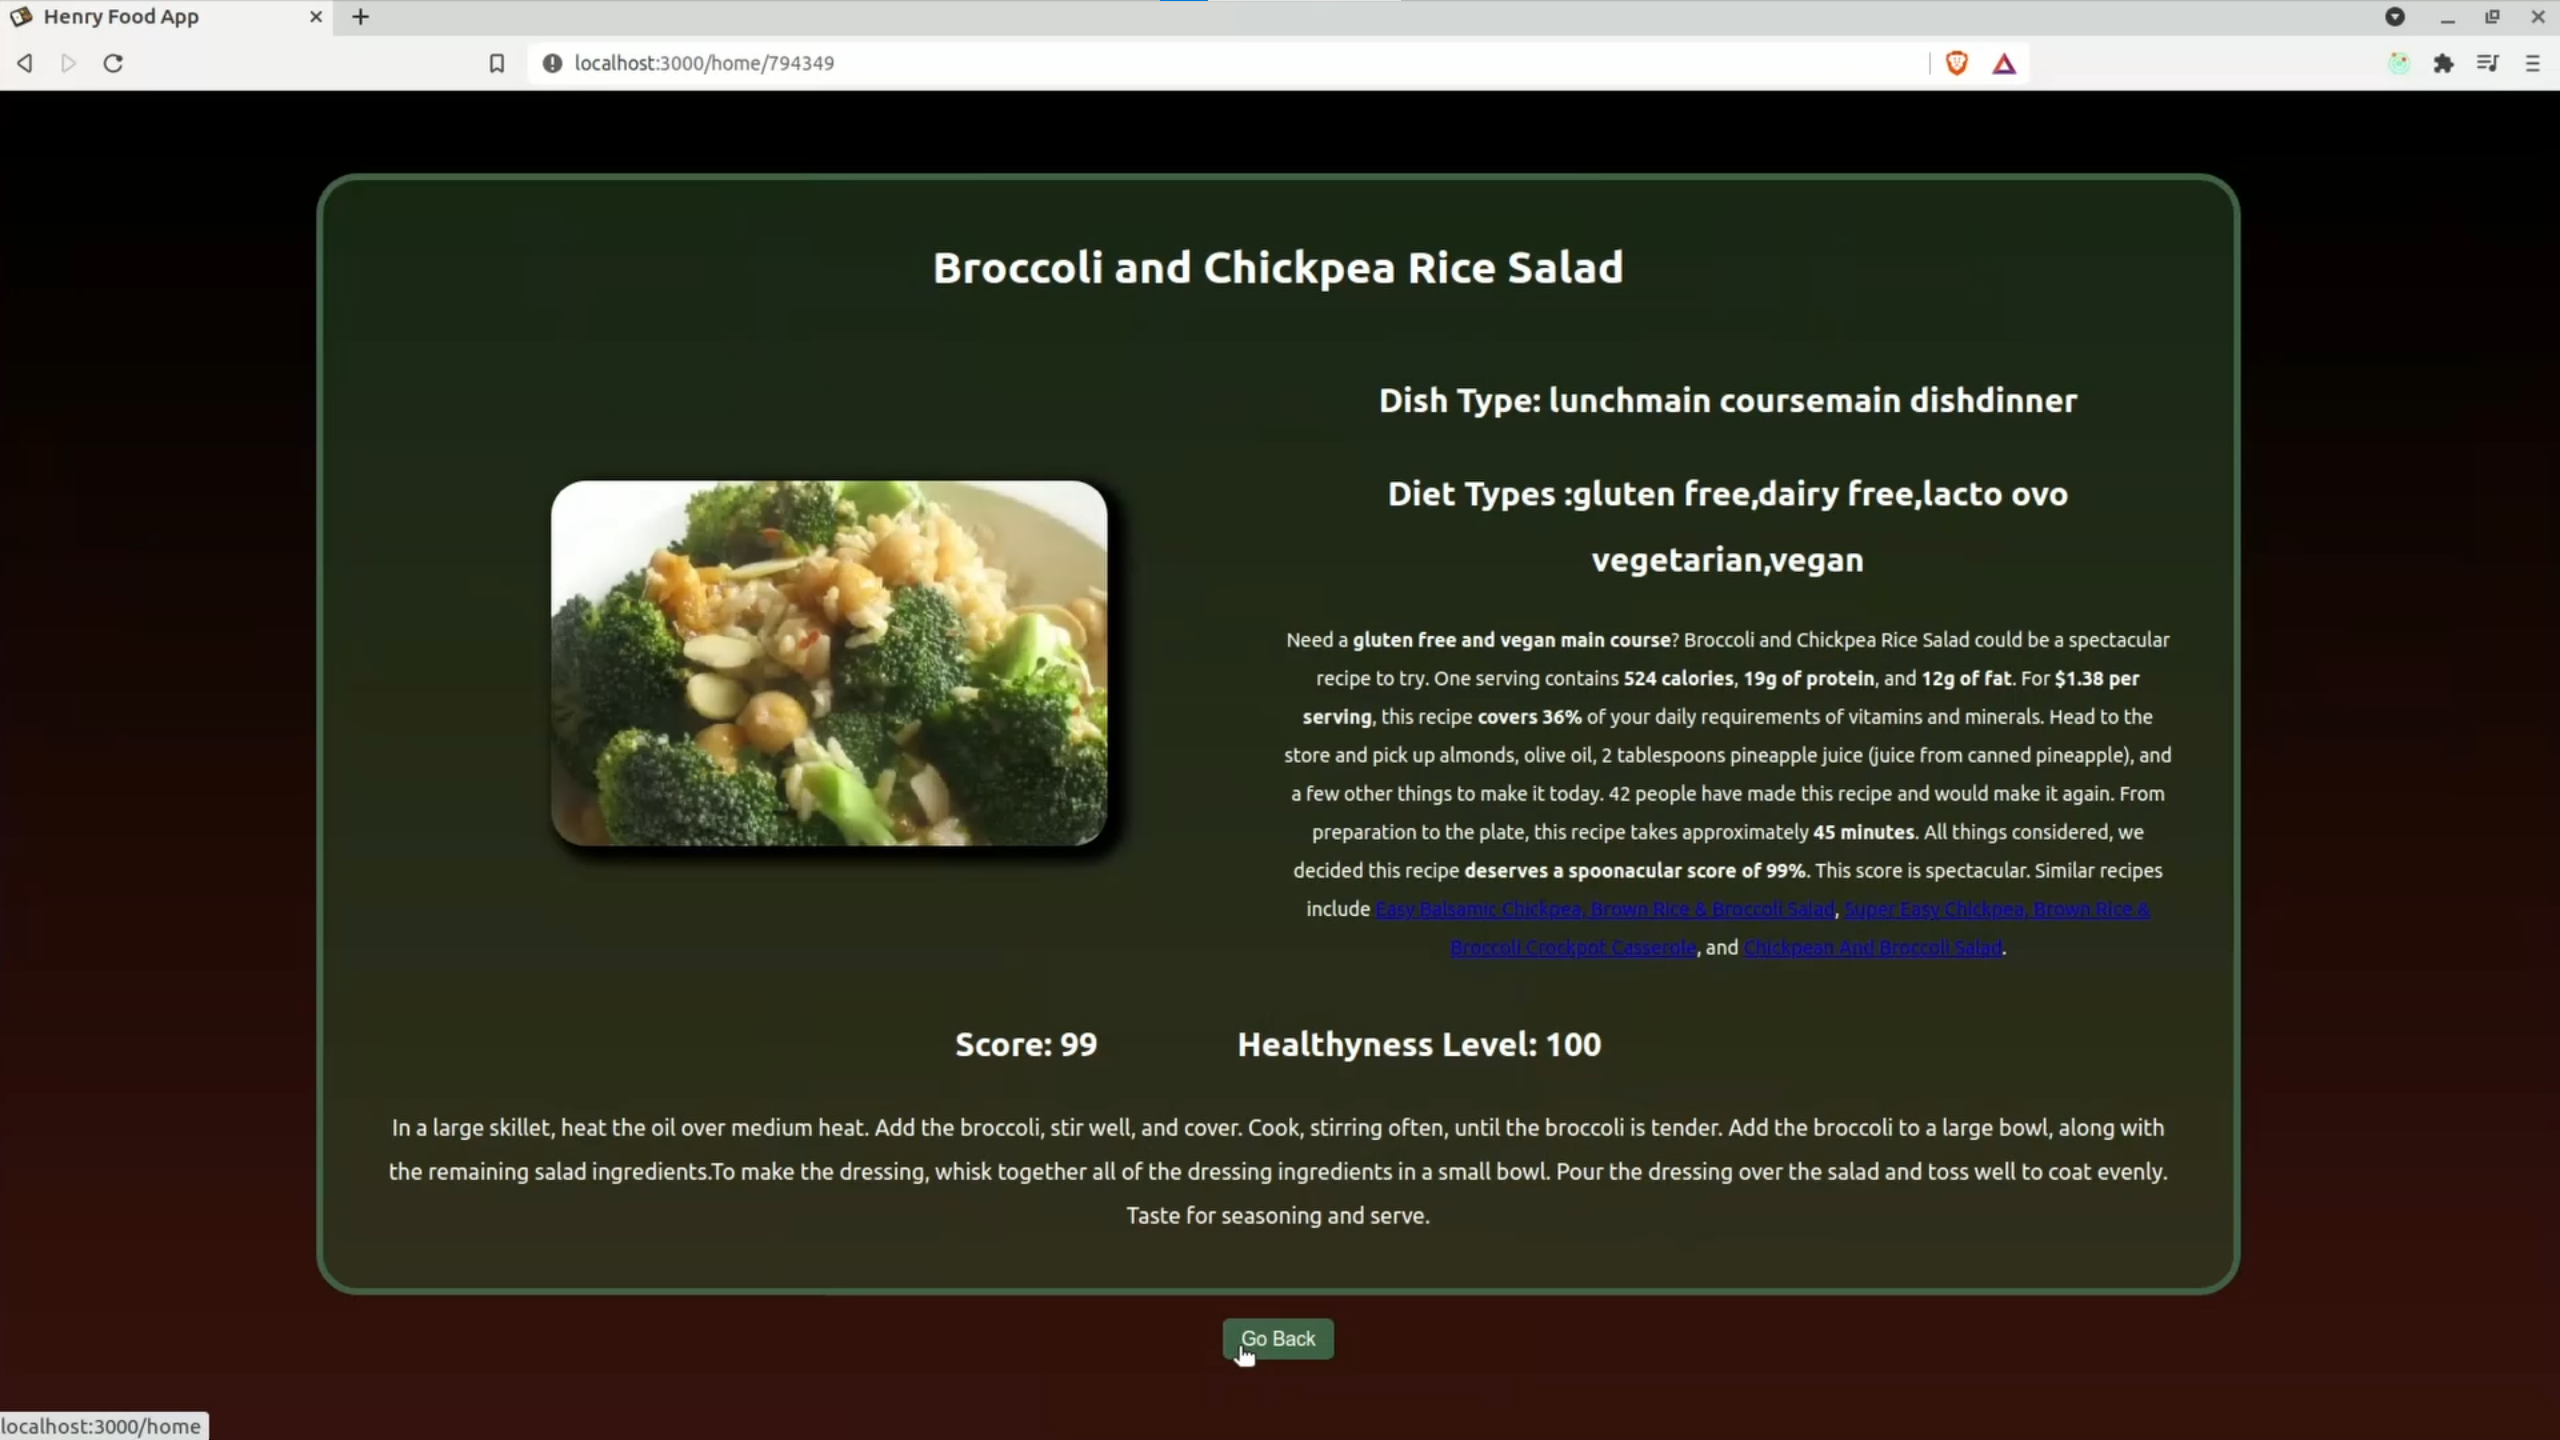 Henry Food App
localhost:3000/home/794349
Broccoli and Chickpea Rice Salad
Dish Type: lunchmain coursemain dishdinner
Diet Types :gluten free,dairy free,lacto ovo
vegetarian,vegan
Need a gluten free and vegan main course? Broccoli and Chickpea Rice Salad could be a spectacular
recipe to try. One serving contains 524 calories, 19g of protein, and 12g of fat. For $1.38 per
serving, this recipe covers 36% of your daily requirements of vitamins and minerals. Head to the
store and pick up almonds, olive oil, 2 tablespoons pineapple juice (juice from canned pineapple), and
a few other things to make it today. 42 people have made this recipe and would make it again. From
preparation to the plate, this recipe takes approximately 45 minutes. All things considered, we
decided this recipe deserves a spoonacular score of 99%. This score is spectacular. Similar recipes
include Easy Balsamic Chickpea, Brown Rice & Broccoli Salad, Super Easy Chickpea, Brown Rice &
Broccoli Crockpot Casserole, and Chickpean And Broccoli Salad.
Score: 99
Healthyness Level: 100
In a large skillet, heat the oil over medium heat. Add the broccoli, stir well, and cover. Cook, stirring often, until the broccoli is tender. Add the broccoli to a large bowl, along with
the remaining salad ingredients.To make the dressing, whisk together all of the dressing ingredients in a small bowl. Pour the dressing over the salad and toss well to coat evenly.
Taste for seasoning and serve.
Go Back
localhost:3000/home